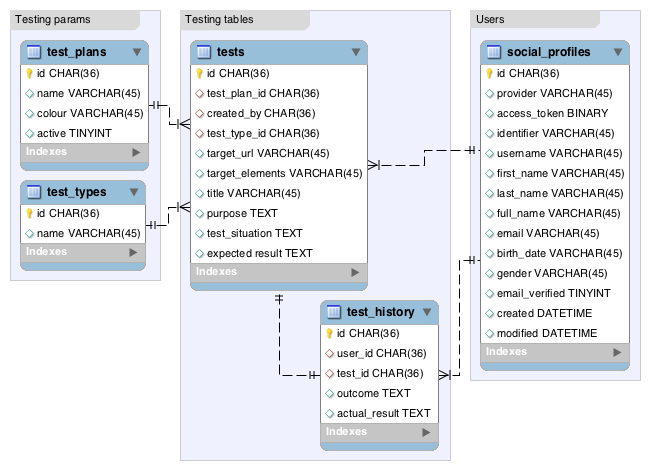 Testing params
test_plans
id CHAR(36)
name VARCHAR(45)
colour VARCHAR(45)
active TINYINT
Indexes
test_types
id CHAR(36)
name VARCHAR(45)
Indexes
Testing tables
tests
id CHAR(36)
test_plan_id CHAR(36)
created_by CHAR(36)
test_type_id CHAR(36)
target_url VARCHAR(45)
target_elements VARCHAR(45)
title VARCHAR(45)
purpose TEXT
test_situation TEXT
expected result TEXT
Indexes
test_history
id CHAR(36)
user_id CHAR(36)
test_id CHAR(36)
outcome TEXT
actual_result TEXT
Indexes
Users
social_profiles
id CHAR(36)
provider VARCHAR(45)
access_token BINARY
identifier VARCHAR(45)
username VARCHAR(45)
first_name VARCHAR(45)
last_name VARCHAR(45)
full_name VARCHAR(45)
email VARCHAR(45)
birth_date VARCHAR(45)
gender VARCHAR(45)
email_verified TINYINT
created DATETIME
modified DATETIME
Indexes